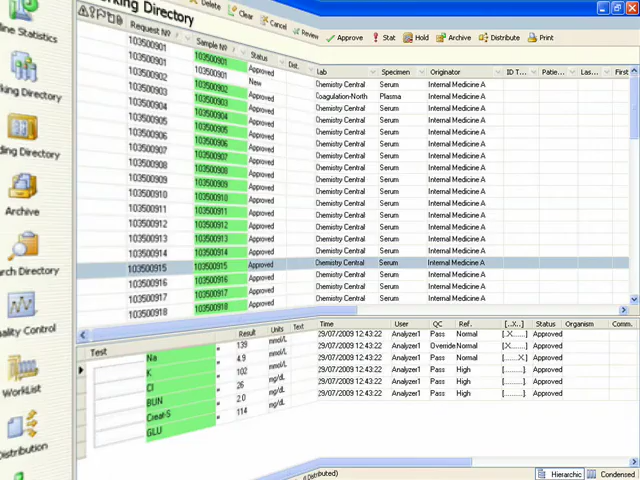 Working Directory
Delete Clear Cancel Review Approve Stat Hold Archive Distribute Print
Request Nº Sample Nº Status Dist. Lab Specimen Originator ID T... Patie... Las... First
103500901 103500901 Approved Chemistry Central Serum Internal Medicine A
103500901 103500901 New Coagulation-North Plasma Internal Medicine A
103500902 103500902 Approved Chemistry Central Serum Internal Medicine A
103500903 103500903 Approved Chemistry Central Serum Internal Medicine A
103500904 103500904 Approved Chemistry Central Serum Internal Medicine A
103500905 103500905 Approved Chemistry Central Serum Internal Medicine A
103500906 103500906 Approved Chemistry Central Serum Internal Medicine A
103500907 103500907 Approved Chemistry Central Serum Internal Medicine A
103500908 103500908 Approved Chemistry Central Serum Internal Medicine A
103500909 103500909 Approved Chemistry Central Serum Internal Medicine A
103500910 103500910 Approved Chemistry Central Serum Internal Medicine A
103500911 103500911 Approved Chemistry Central Serum Internal Medicine A
103500912 103500912 Approved Chemistry Central Serum Internal Medicine A
103500913 103500913 Approved Chemistry Central Serum Internal Medicine A
103500914 103500914 Approved Chemistry Central Serum Internal Medicine A
103500915 103500915 Approved Chemistry Central Serum Internal Medicine A
103500916 103500916 Approved Chemistry Central Serum Internal Medicine A
103500917 103500917 Approved Chemistry Central Serum Internal Medicine A
103500918 103500918 Approved Chemistry Central Serum Internal Medicine A
line Statistics
rking Directory
ding Directory
Archive
rch Directory
ality Control
WorkList
Distribution
Test Result Units Text Time User QC Ref. [..X..] Status Organism Comm.
Na 139 mmol/L 29/07/2009 12:43:22 Analyzer1 Pass Normal [.X.......] Approved
K 4.9 mmol/L 29/07/2009 12:43:22 Analyzer1 Override Normal [.X.......] Approved
Cl 102 mmol/L 29/07/2009 12:43:22 Analyzer1 Pass Normal [.......X.] Approved
BUN 26 mg/dL 29/07/2009 12:43:22 Analyzer1 Pass High [.........] Approved
Creat-S 2.0 mg/dL 29/07/2009 12:43:22 Analyzer1 Pass High [.........] Approved
GLU 114 mg/dL 29/07/2009 12:43:22 Analyzer1 Pass High [.........] Approved
Distributed) Hierarchic Condensed